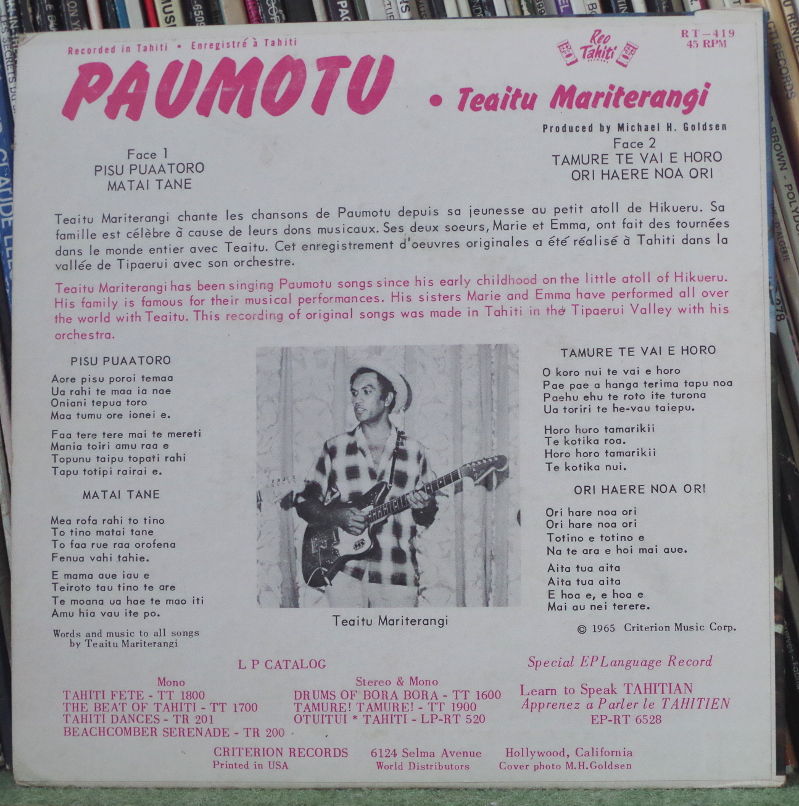 Recorded in Tahiti • Enregistré à Tahiti
Reo
Tahiti
RT-419
45 RPM
PAUMOTU • Teaitu Mariterangi
Produced by Michael H. Goldsen
Face 1
PISU PUAATORO
MATAI TANE
Face 2
TAMURE TE VAI E HORO
ORI HAERE NOA ORI
Teaitu Mariterangi chante les chansons de Paumotu depuis sa jeunesse au petit atoll de Hikueru. Sa
famille est célèbre à cause de leurs dons musicaux. Ses deux soeurs, Marie et Emma, ont fait des tournées
dans le monde entier avec Teaitu. Cet enregistrement d'oeuvres originales a été réalisé à Tahiti dans la
vallée de Tipaerui avec son orchestre.
Teaitu Mariterangi has been singing Paumotu songs since his early childhood on the little atoll of Hikueru.
His family is famous for their musical performances. His sisters Marie and Emma have performed all over
the world with Teaitu. This recording of original songs was made in Tahiti in the Tipaerui Valley with his
orchestra.
PISU PUAATORO
Aore pisu poroi temaa
Ua rahi te maa ia nae
Oniani tepua toro
Maa tumu ore ionei e.
Faa tere tere mai te mereti
Mania toiri amu raa e
Topunu taipu topati rahi
Tapu totipi rairai e.
MATAI TANE
Mea rofa rahi to tino
To tino matai tane
To faa rue raa orofena
Fenua vahi tahie.
E mama aue iau e
Teiroto tau tino te are
Te moana ua hae te mao iti
Amu hia vau ite po.
Words and music to all songs
by Teaitu Mariterangi
Teaitu Mariterangi
TAMURE TE VAI E HORO
O koro nui te vai e horo
Pae pae a hanga terima tapu noa
Paehu ehu te roto ite turona
Ua toriri te he-vau taiepu.
Horo horo tamarikii
Te kotika roa.
Horo horo tamarikii
Te kotika nui.
ORI HAERE NOA ORI
Ori hare noa ori
Ori hare noa ori
Totino e totino e
Na te ara e hoi mai aue.
Aita tua aita
Aita tua aita
E hoa e, e hoa e
Mai au nei terere.
© 1965 Criterion Music Corp.
L P CATALOG
Mono
TAHITI FETE - TT 1800
THE BEAT OF TAHITI - TT 1700
TAHITI DANCES - TR 201
BEACHCOMBER SERENADE - TR 200
Stereo & Mono
DRUMS OF BORA BORA - TT 1600
TAMURE! TAMURE! - TT 1900
OTUITUI * TAHITI - LP-RT 520
Special EP Language Record
Learn to Speak TAHITIAN
Apprenez à Parler le TAHITIEN
EP-RT 6528
CRITERION RECORDS 6124 Selma Avenue Hollywood, California
Printed in USA World Distributors Cover photo M.H.Goldsen